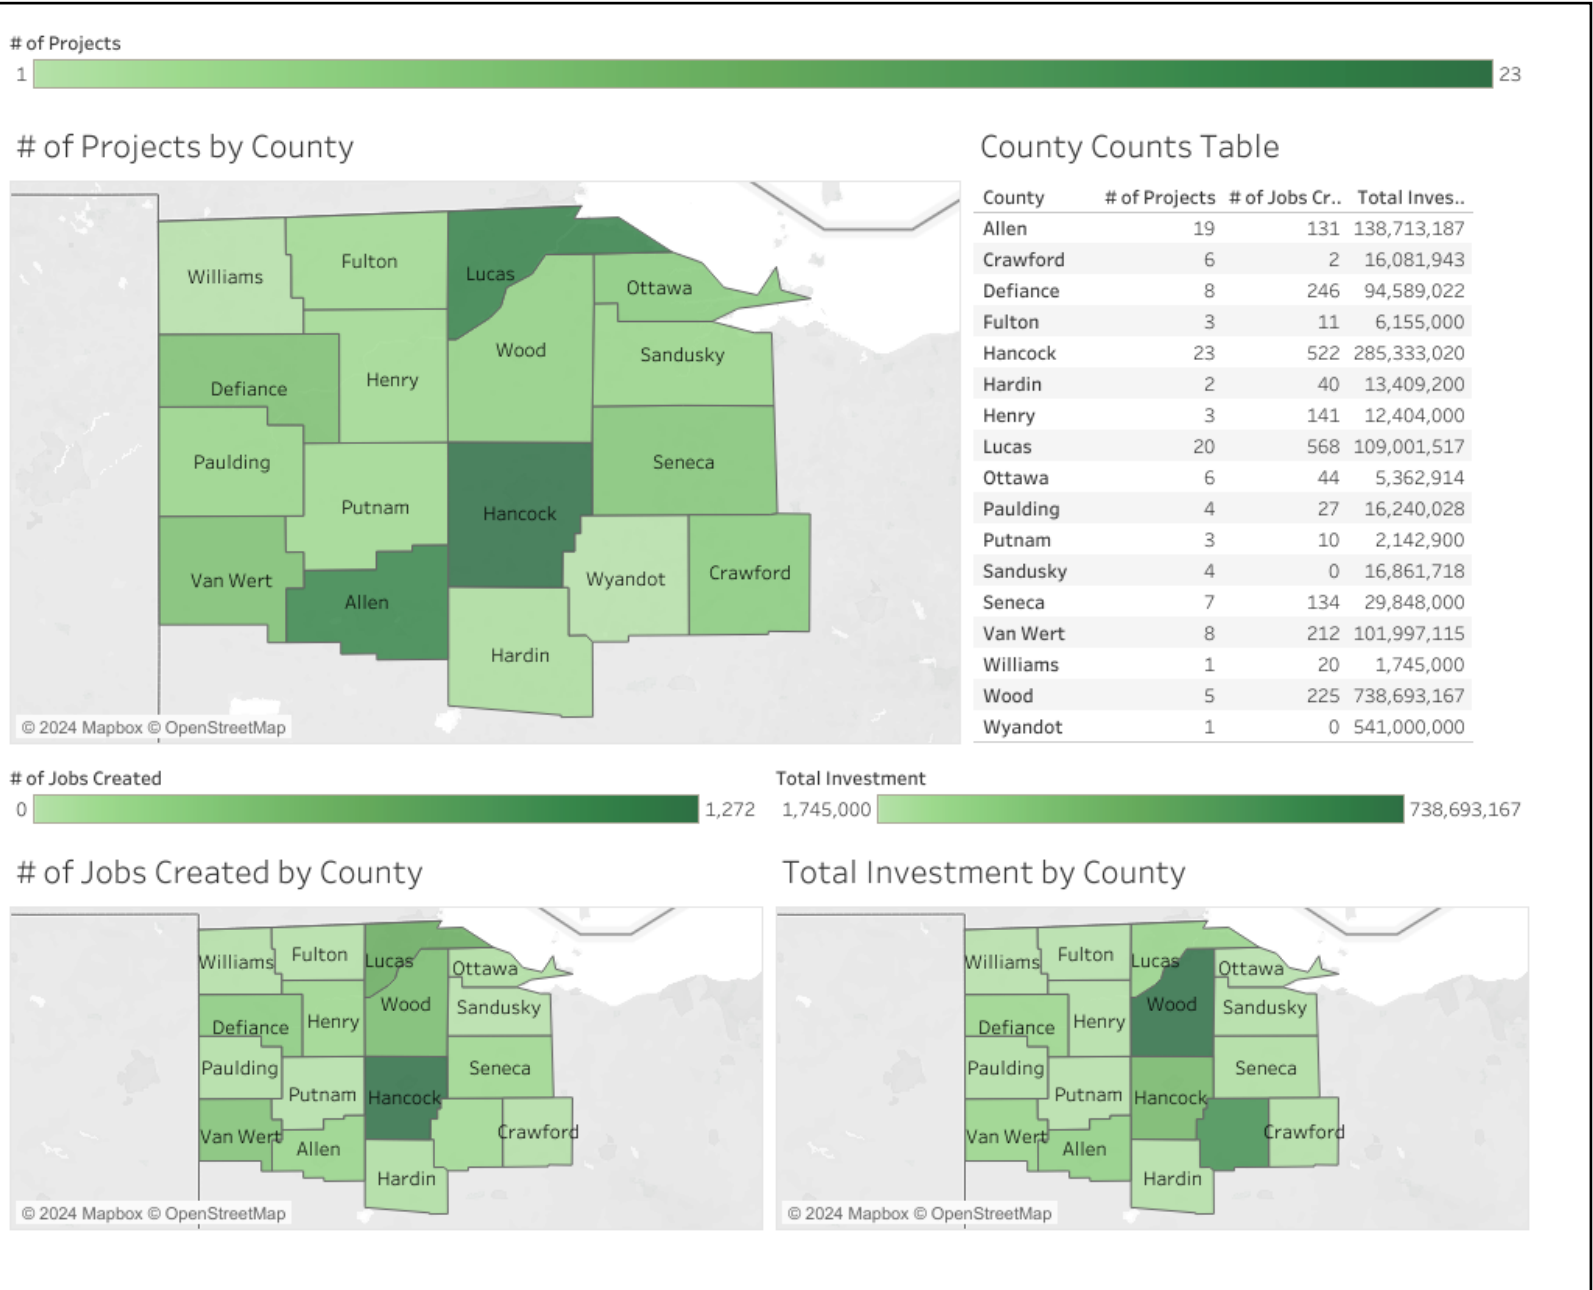 # of Projects
1 23
# of Projects by County
Williams
Fulton
Lucas
Ottawa
Wood
Sandusky
Defiance
Henry
Paulding
Seneca
Putnam
Hancock
Van Wert
Wyandot
Crawford
Allen
Hardin
© 2024 Mapbox © OpenStreetMap
County Counts Table
County # of Projects # of Jobs Cr.. Total Inves..
Allen 19 131 138,713,187
Crawford 6 2 16,081,943
Defiance 8 246 94,589,022
Fulton 3 11 6,155,000
Hancock 23 522 285,333,020
Hardin 2 40 13,409,200
Henry 3 141 12,404,000
Lucas 20 568 109,001,517
Ottawa 6 44 5,362,914
Paulding 4 27 16,240,028
Putnam 3 10 2,142,900
Sandusky 4 0 16,861,718
Seneca 7 134 29,848,000
Van Wert 8 212 101,997,115
Williams 1 20 1,745,000
Wood 5 225 738,693,167
Wyandot 1 0 541,000,000
# of Jobs Created
0 1,272
Total Investment
1,745,000 738,693,167
# of Jobs Created by County
Williams
Fulton
Lucas
Ottawa
Wood
Sandusky
Defiance
Henry
Paulding
Seneca
Putnam
Hancock
Van Wert
Allen
Crawford
Hardin
© 2024 Mapbox © OpenStreetMap
Total Investment by County
Williams
Fulton
Lucas
Ottawa
Wood
Sandusky
Defiance
Henry
Paulding
Seneca
Putnam
Hancock
Van Wert
Allen
Crawford
Hardin
© 2024 Mapbox © OpenStreetMap